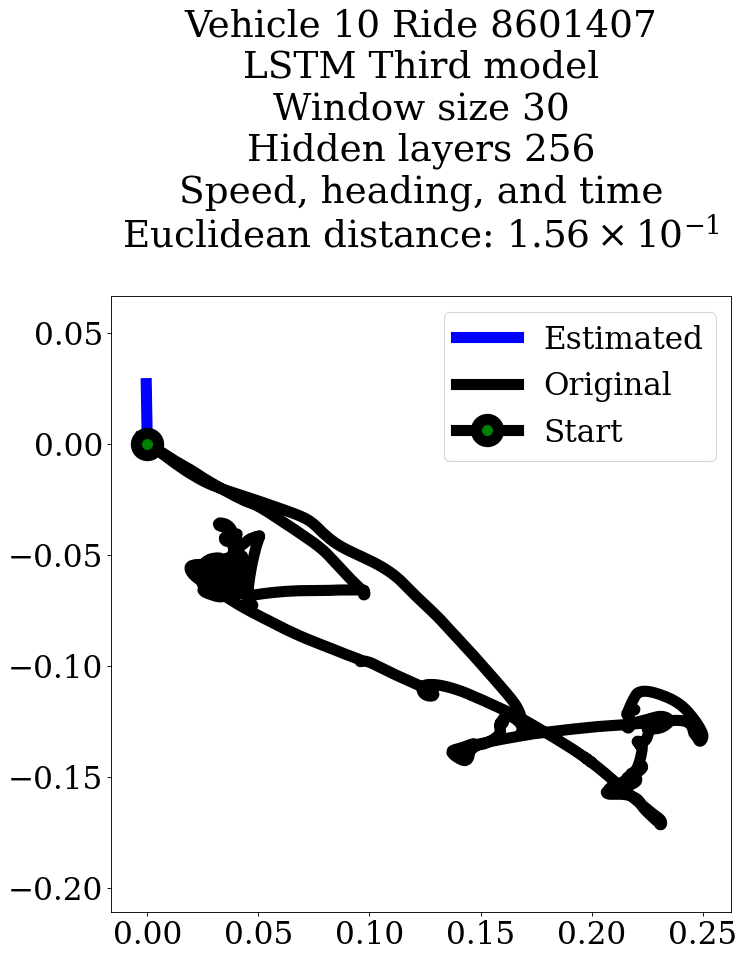 Vehicle 10 Ride 8601407
LSTM Third model
Window size 30
Hidden layers 256
Speed, heading, and time
Euclidean distance: 1.56 × 10⁻¹
Estimated
Original
Start
0.05
0.00
−0.05
−0.10
−0.15
−0.20
0.00 0.05 0.10 0.15 0.20 0.25